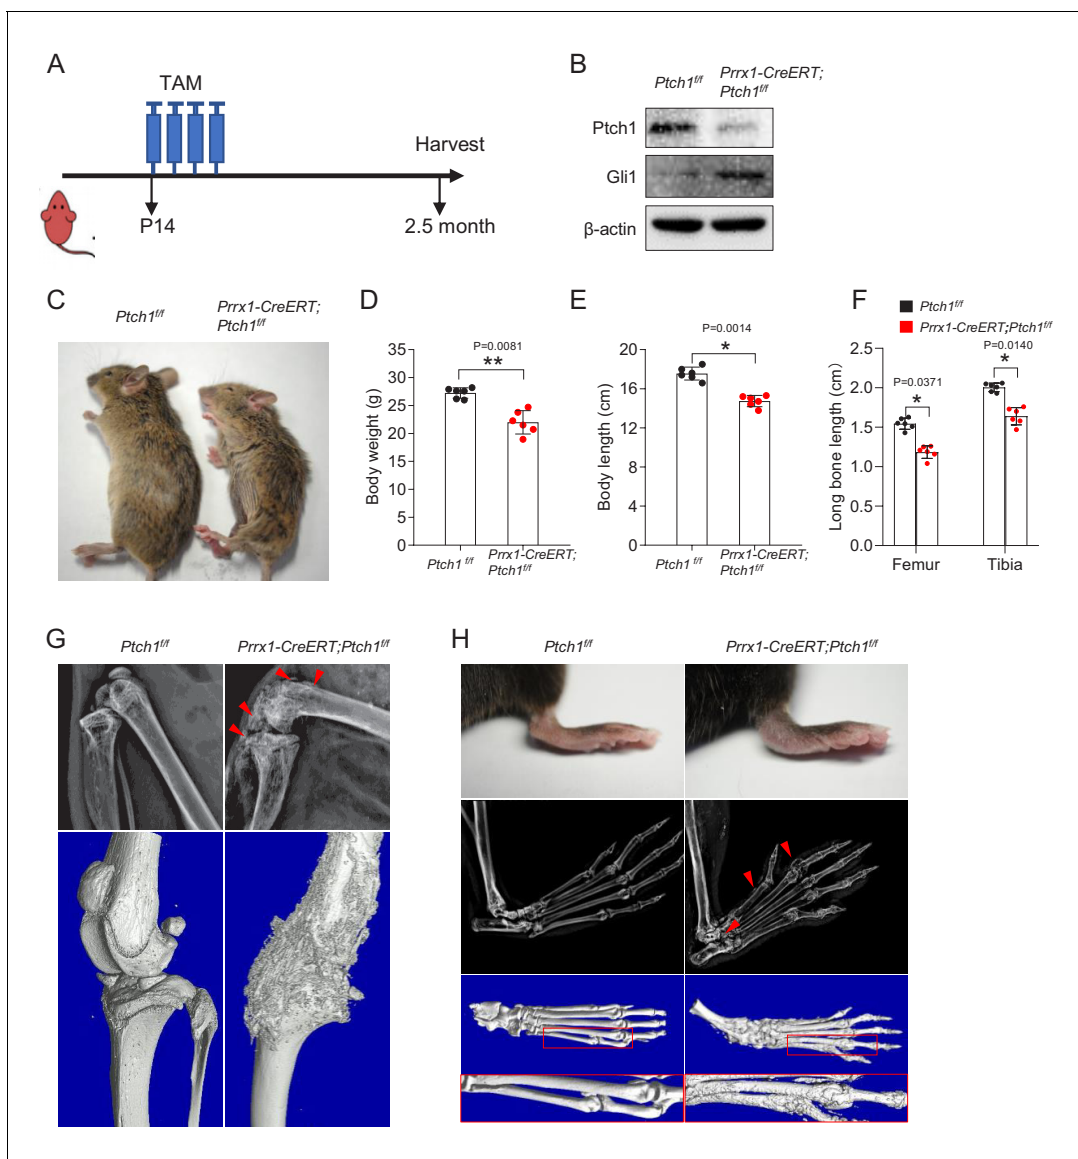 A
TAM
Harvest
P14
2.5 month
B
Ptch1f/f
Prrx1-CreERT;
Ptch1f/f
Ptch1
Gli1
β-actin
C
Ptch1f/f
Prrx1-CreERT;
Ptch1f/f
D
P=0.0081
**
Body weight (g)
35
30
25
20
15
10
5
0
Ptch1 f/f
Prrx1-CreERT;
Ptch1f/f
E
P=0.0014
*
Body length (cm)
20
16
12
8
4
0
Ptch1 f/f
Prrx1-CreERT;
Ptch1f/f
F
Ptch1f/f
Prrx1-CreERT;Ptch1f/f
P=0.0140
*
P=0.0371
*
Long bone length (cm)
2.5
2.0
1.5
1.0
0.5
0
Femur
Tibia
G
Ptch1f/f
Prrx1-CreERT;Ptch1f/f
H
Ptch1f/f
Prrx1-CreERT;Ptch1f/f